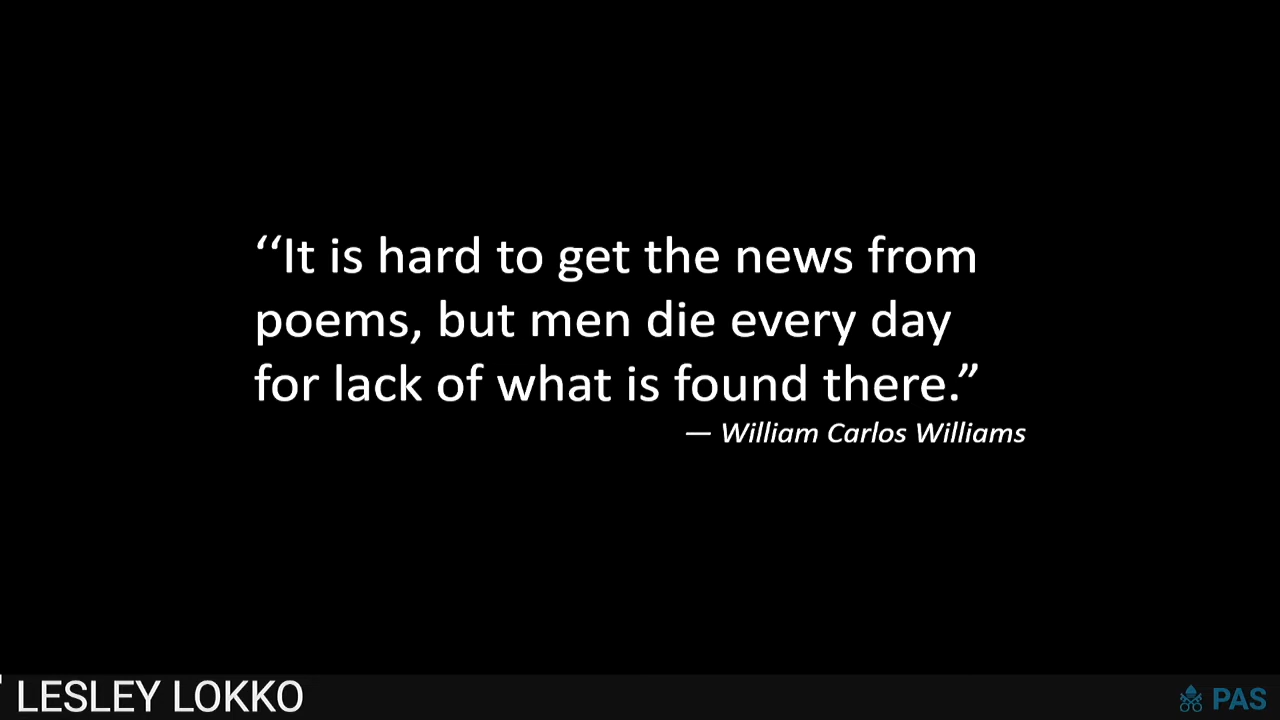 ‘‘It is hard to get the news from
poems, but men die every day
for lack of what is found there.”
— William Carlos Williams
LESLEY LOKKO
PAS